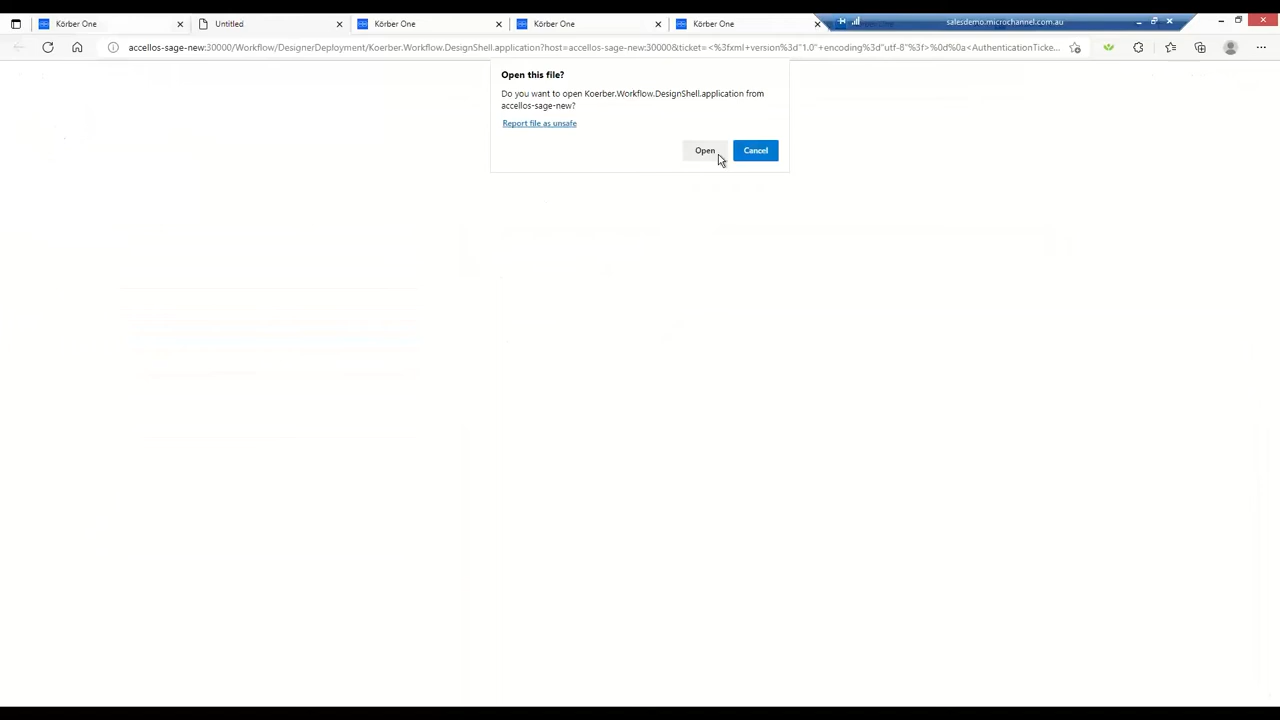 Körber One
Untitled
Körber One
Körber One
Körber One
salesdemo.microchannel.com.au
accellos-sage-new:30000/Workflow/DesignerDeployment/Koerber.Workflow.DesignShell.application?host=accellos-sage-new:30000&ticket=<%3fxml+version%3d"1.0"+encoding%3d"utf-8"%3f>%0d%0a<AuthenticationTicke...
Open this file?
Do you want to open Koerber.Workflow.DesignShell.application from
accellos-sage-new?
Report file as unsafe
Open
Cancel